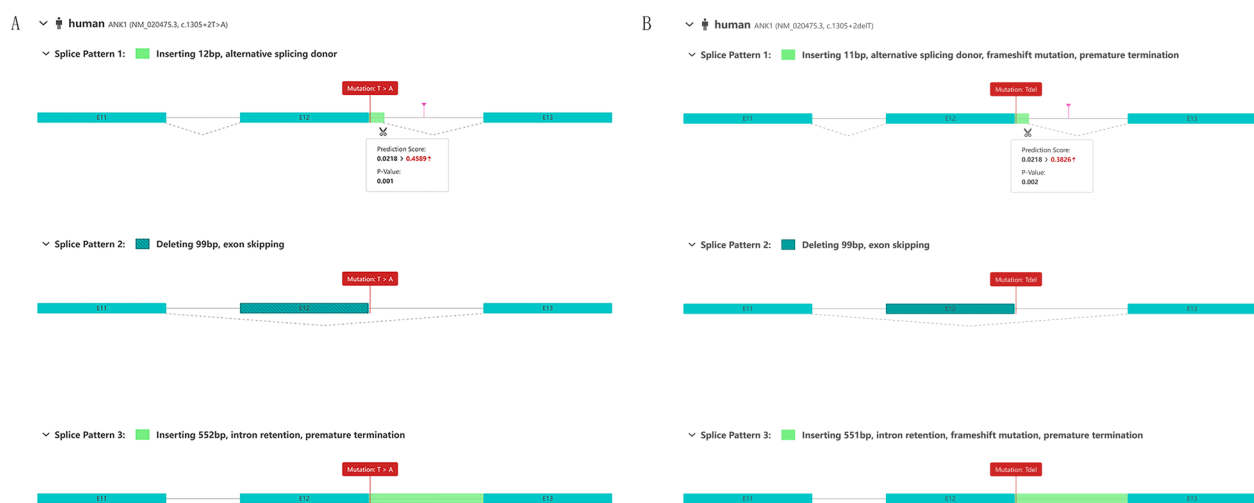 A
human ANK1 (NM_020475.3, c.1305+2T>A)
Splice Pattern 1: Inserting 12bp, alternative splicing donor
Mutation: T > A
E11 E12 E13
Prediction Score:
0.0218 > 0.4589↑
P-Value:
0.001
Splice Pattern 2: Deleting 99bp, exon skipping
Mutation: T > A
E11 E12 E13
Splice Pattern 3: Inserting 552bp, intron retention, premature termination
Mutation: T > A
E11 E12 E13
B
human ANK1 (NM_020475.3, c.1305+2delT)
Splice Pattern 1: Inserting 11bp, alternative splicing donor, frameshift mutation, premature termination
Mutation: Tdel
E11 E12 E13
Prediction Score:
0.0218 > 0.3826↑
P-Value:
0.002
Splice Pattern 2: Deleting 99bp, exon skipping
Mutation: Tdel
E11 E12 E13
Splice Pattern 3: Inserting 551bp, intron retention, frameshift mutation, premature termination
Mutation: Tdel
E11 E12 E13